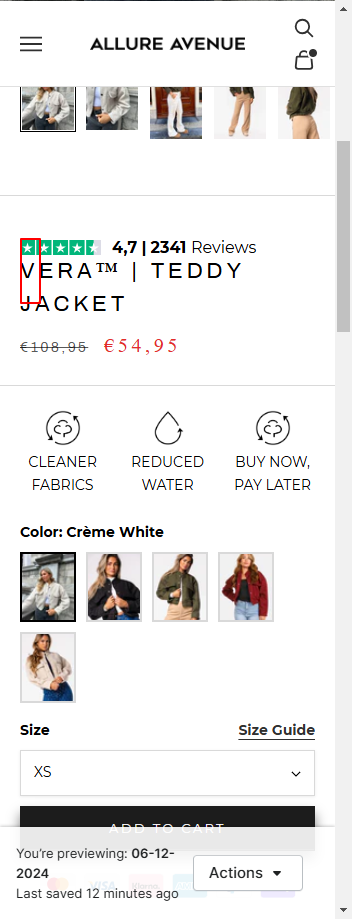 ALLURE AVENUE
4,7 | 2341 Reviews
VERA™ | TEDDY
JACKET
€108,95 €54,95
CLEANER
FABRICS
REDUCED
WATER
BUY NOW,
PAY LATER
Color: Crème White
Size Size Guide
XS
ADD TO CART
You're previewing: 06-12-
2024
Last saved 12 minutes ago
Actions
VISA
Klarna